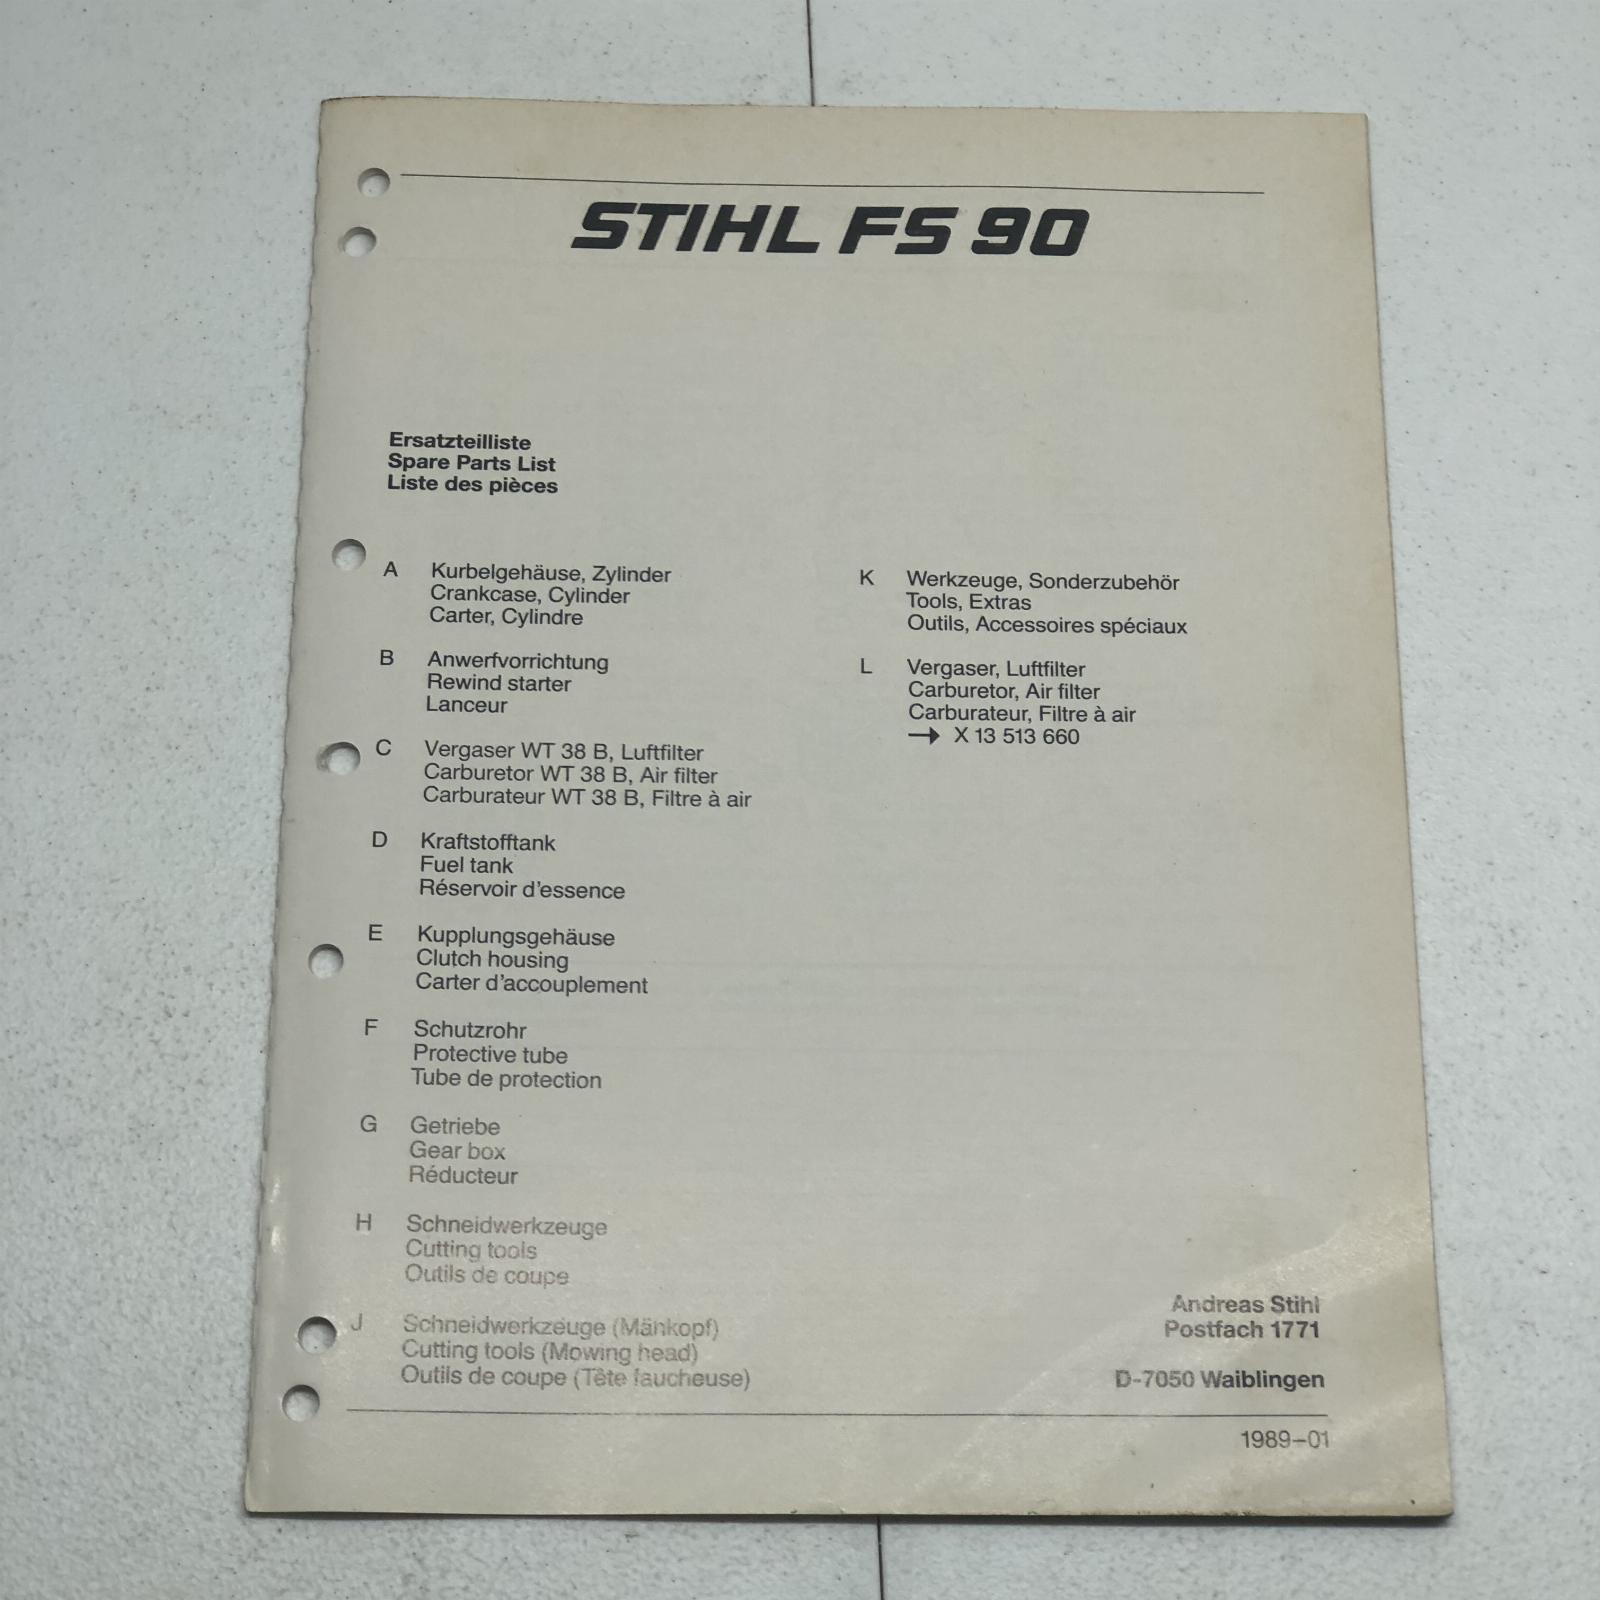 STIHL FS 90
Ersatzteilliste
Spare Parts List
Liste des pièces
A Kurbelgehäuse, Zylinder
Crankcase, Cylinder
Carter, Cylindre
B Anwerfvorrichtung
Rewind starter
Lanceur
C Vergaser WT 38 B, Luftfilter
Carburetor WT 38 B, Air filter
Carburateur WT 38 B, Filtre à air
D Kraftstofftank
Fuel tank
Réservoir d'essence
E Kupplungsgehäuse
Clutch housing
Carter d'accouplement
F Schutzrohr
Protective tube
Tube de protection
G Getriebe
Gear box
Réducteur
H Schneidwerkzeuge
Cutting tools
Outils de coupe
J Schneidwerkzeuge (Mähkopf)
Cutting tools (Mowing head)
Outils de coupe (Tête faucheuse)
K Werkzeuge, Sonderzubehör
Tools, Extras
Outils, Accessoires spéciaux
L Vergaser, Luftfilter
Carburetor, Air filter
Carburateur, Filtre à air
→ X 13 513 660
Andreas Stihl
Postfach 1771
D-7050 Waiblingen
1989–01